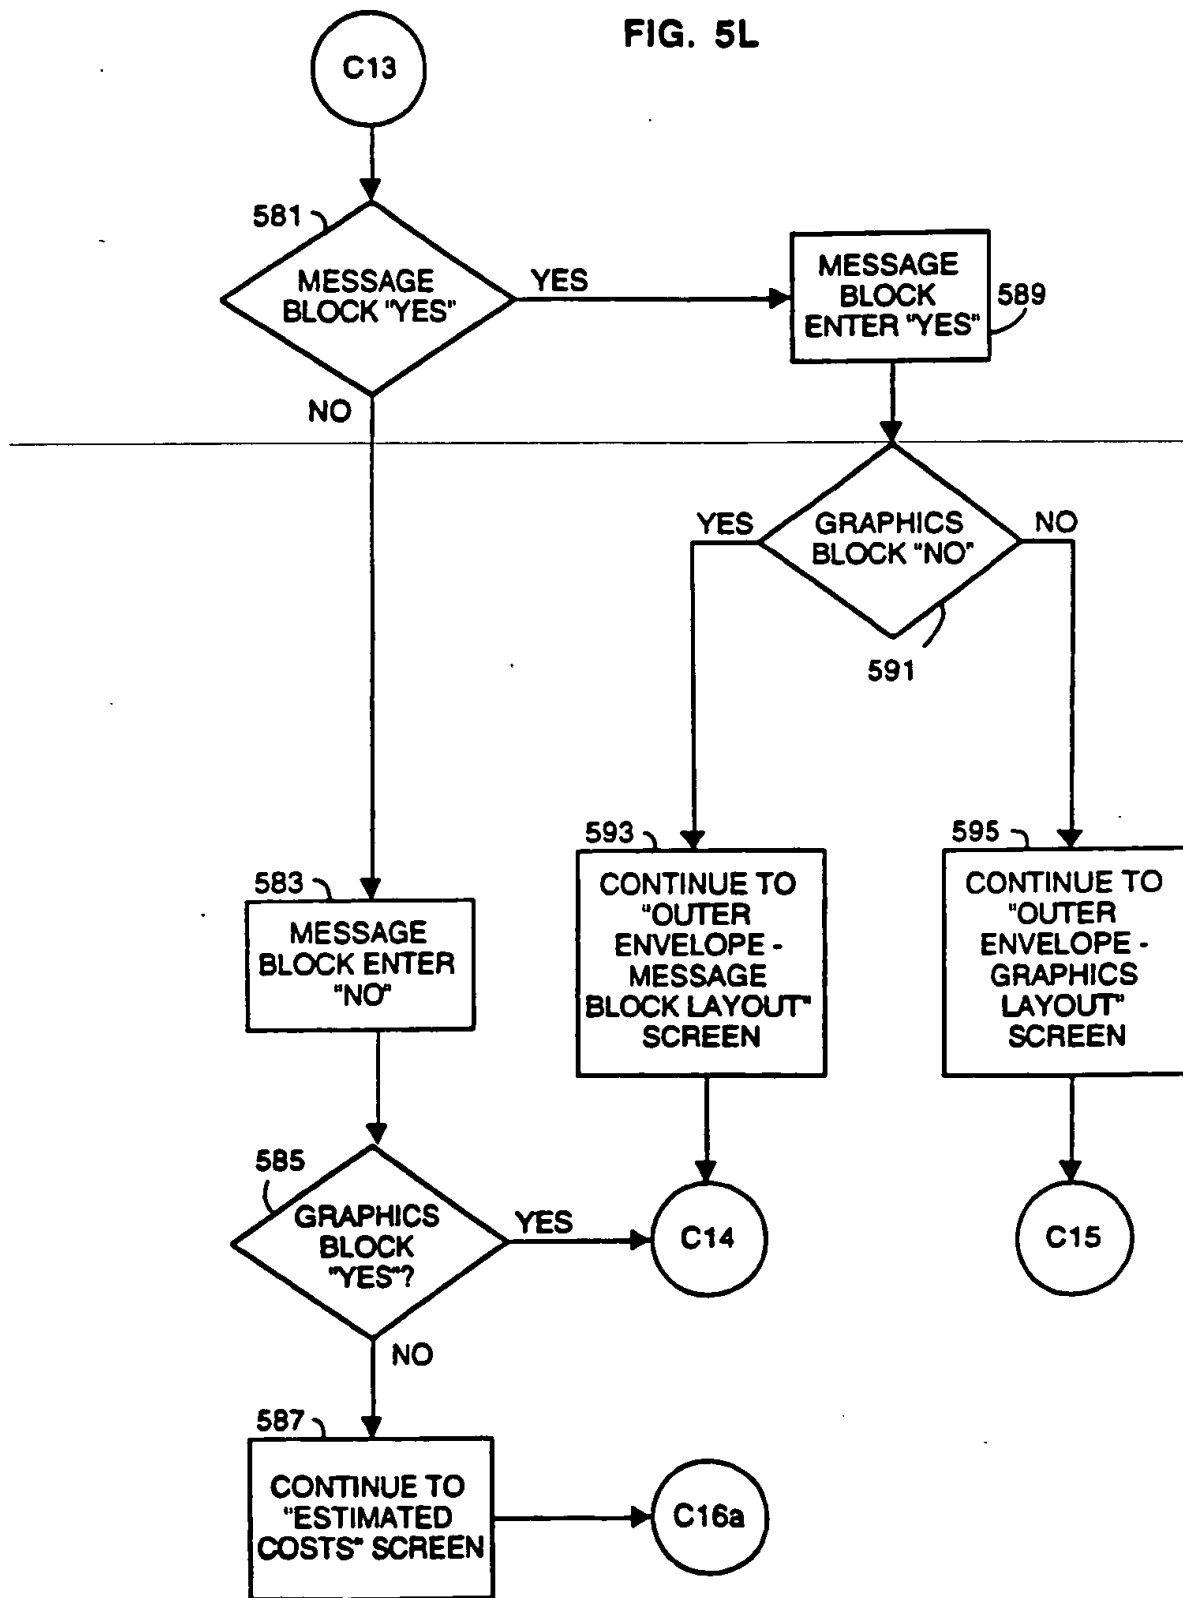 FIG. 5L
C13
581
MESSAGE
BLOCK "YES"
YES
NO
MESSAGE
BLOCK
ENTER "YES"
589
YES
GRAPHICS
BLOCK "NO"
NO
591
593
CONTINUE TO
"OUTER
ENVELOPE -
MESSAGE
BLOCK LAYOUT"
SCREEN
595
CONTINUE TO
"OUTER
ENVELOPE -
GRAPHICS
LAYOUT"
SCREEN
583
MESSAGE
BLOCK ENTER
"NO"
585
GRAPHICS
BLOCK
"YES"?
YES
C14
C15
NO
587
CONTINUE TO
"ESTIMATED
COSTS" SCREEN
C16a